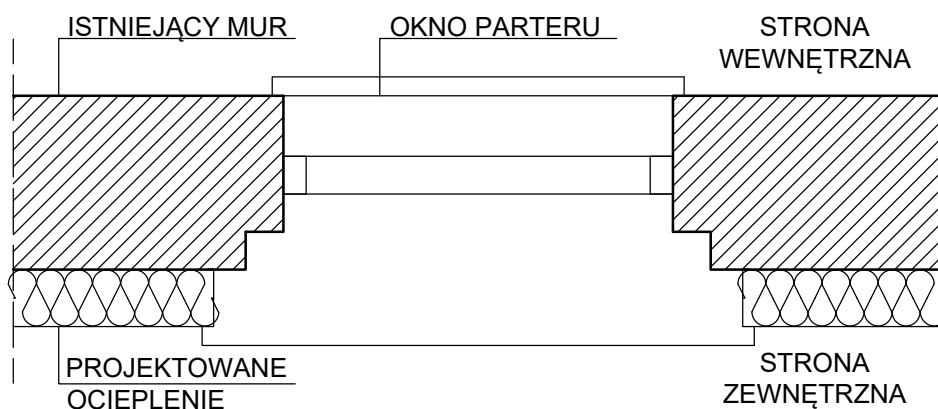 ISTNIEJĄCY MUR
OKNO PARTERU
STRONA
WEWNĘTRZNA
PROJEKTOWANE
OCIEPLENIE
STRONA
ZEWNĘTRZNA